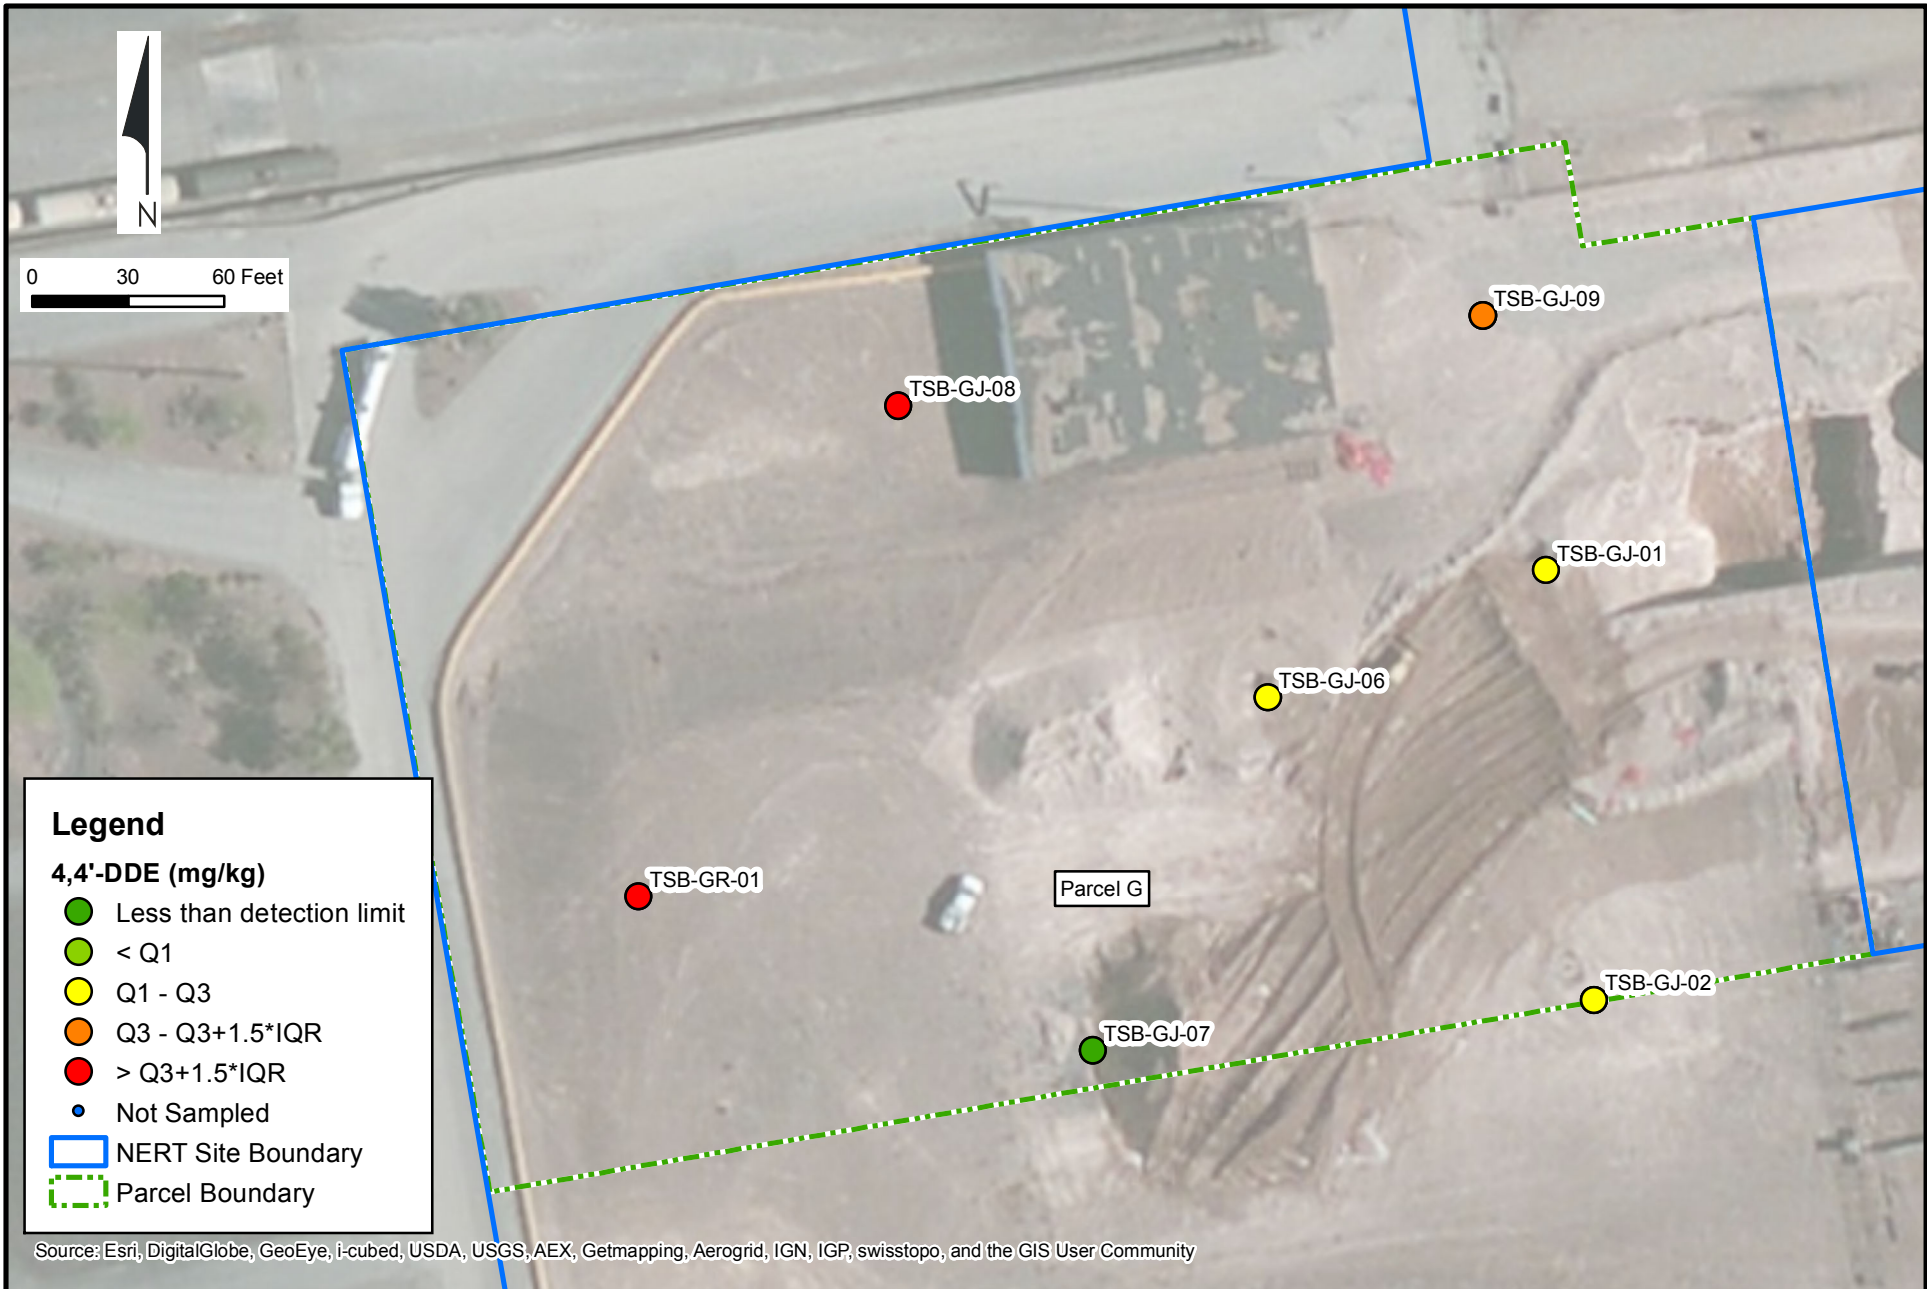 N
0 30 60 Feet
TSB-GJ-09
TSB-GJ-08
TSB-GJ-01
TSB-GJ-06
TSB-GR-01
Parcel G
TSB-GJ-02
TSB-GJ-07
Legend
4,4'-DDE (mg/kg)
Less than detection limit
< Q1
Q1 - Q3
Q3 - Q3+1.5*IQR
> Q3+1.5*IQR
Not Sampled
NERT Site Boundary
Parcel Boundary
Source: Esri, DigitalGlobe, GeoEye, i-cubed, USDA, USGS, AEX, Getmapping, Aerogrid, IGN, IGP, swisstopo, and the GIS User Community